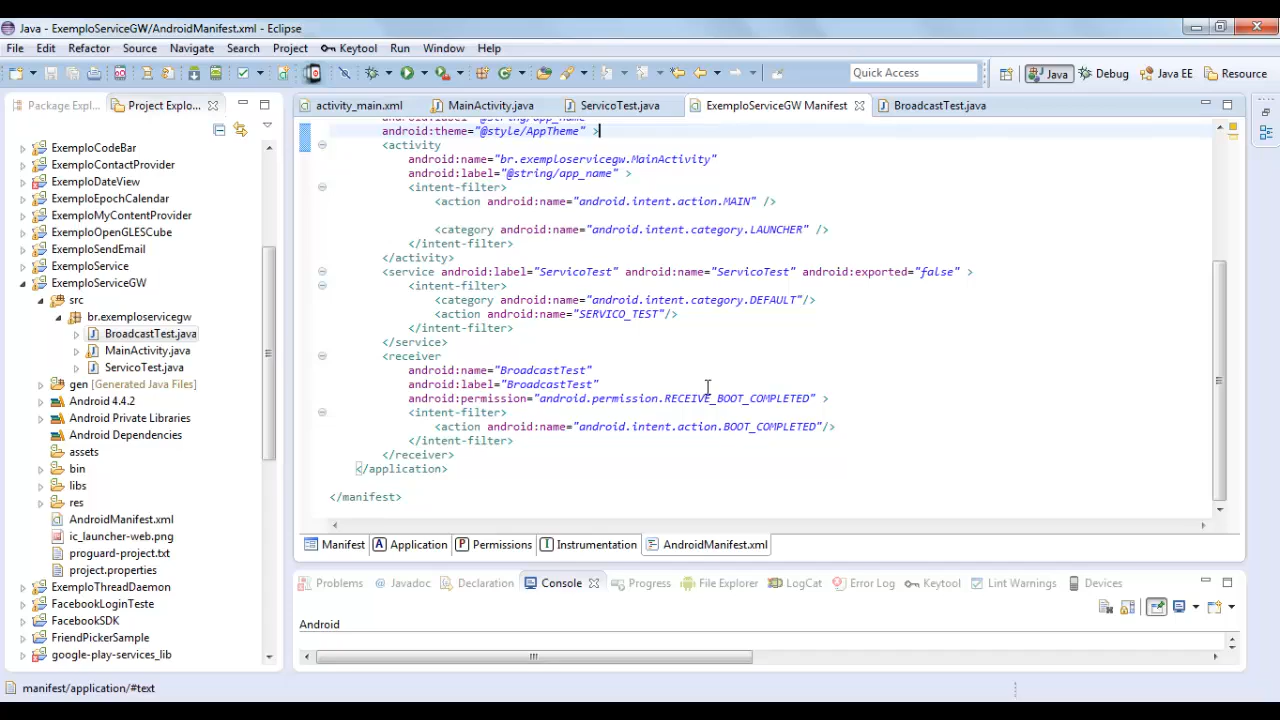 Java - ExemploServiceGW/AndroidManifest.xml - Eclipse
File Edit Refactor Source Navigate Search Project Keytool Run Window Help
Quick Access Java Debug Java EE Resource
Package Expl... Project Explo...
activity_main.xml MainActivity.java ServicoTest.java ExemploServiceGW Manifest BroadcastTest.java
ExemploCodeBar
ExemploContactProvider
ExemploDateView
ExemploEpochCalendar
ExemploMyContentProvider
ExemploOpenGLESCube
ExemploSendEmail
ExemploService
ExemploServiceGW
src
br.exemploservicegw
BroadcastTest.java
MainActivity.java
ServicoTest.java
gen [Generated Java Files]
Android 4.4.2
Android Private Libraries
Android Dependencies
assets
bin
libs
res
AndroidManifest.xml
ic_launcher-web.png
proguard-project.txt
project.properties
ExemploThreadDaemon
FacebookLoginTeste
FacebookSDK
FriendPickerSample
google-play-services_lib
android:label="@string/app_name"
android:theme="@style/AppTheme" >
<activity
android:name="br.exemploservicegw.MainActivity"
android:label="@string/app_name" >
<intent-filter>
<action android:name="android.intent.action.MAIN" />
<category android:name="android.intent.category.LAUNCHER" />
</intent-filter>
</activity>
<service android:label="ServicoTest" android:name="ServicoTest" android:exported="false" >
<intent-filter>
<category android:name="android.intent.category.DEFAULT"/>
<action android:name="SERVICO_TEST"/>
</intent-filter>
</service>
<receiver
android:name="BroadcastTest"
android:label="BroadcastTest"
android:permission="android.permission.RECEIVE_BOOT_COMPLETED" >
<intent-filter>
<action android:name="android.intent.action.BOOT_COMPLETED"/>
</intent-filter>
</receiver>
</application>
</manifest>
Manifest Application Permissions Instrumentation AndroidManifest.xml
Problems Javadoc Declaration Console Progress File Explorer LogCat Error Log Keytool Lint Warnings Devices
Android
manifest/application/#text